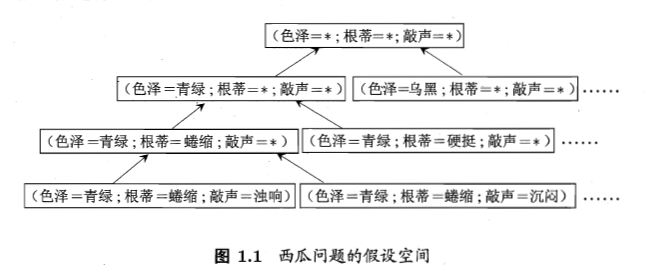 (色泽=*;根蒂=*;敲声=*)
(色泽=青绿;根蒂=*;敲声=*) (色泽=乌黑;根蒂=*;敲声=*) ……
(色泽=青绿;根蒂=蜷缩;敲声=*) (色泽=青绿;根蒂=硬挺;敲声=*) ……
(色泽=青绿;根蒂=蜷缩;敲声=浊响) (色泽=青绿;根蒂=蜷缩;敲声=沉闷) ……
图 1.1 西瓜问题的假设空间